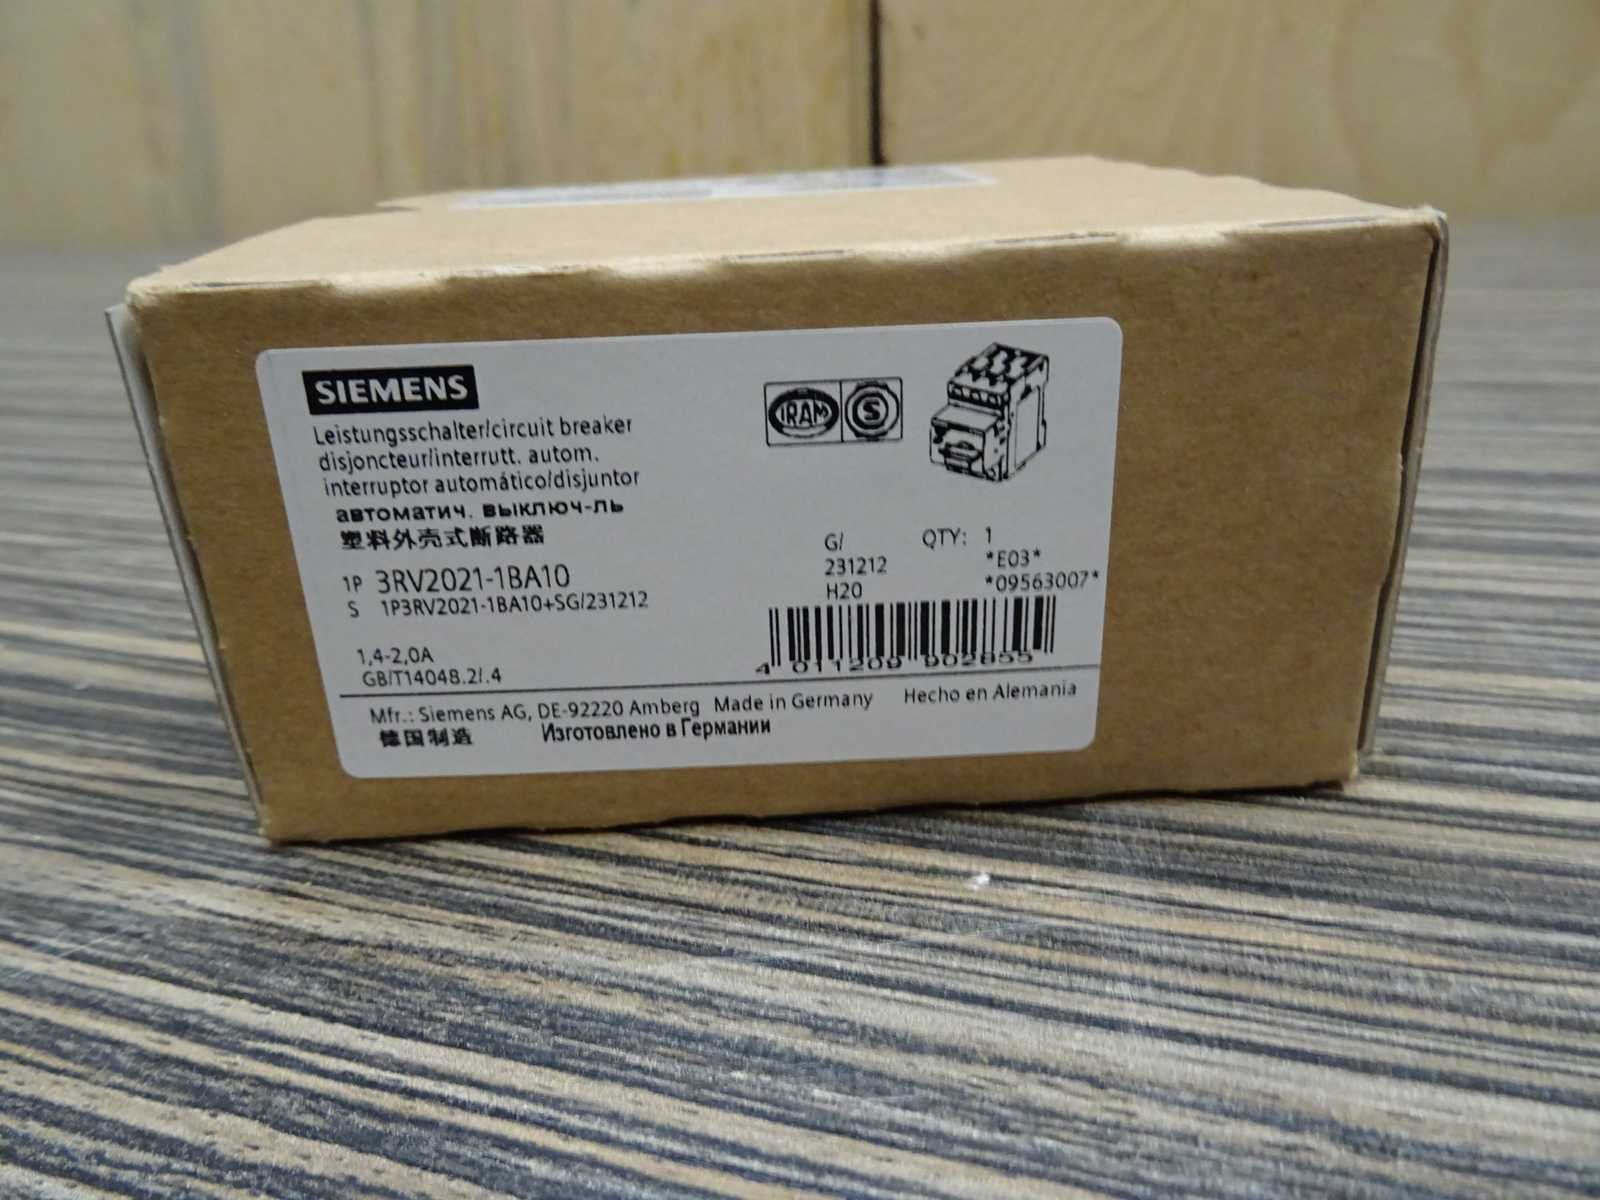 SIEMENS
Leistungsschalter/circuit breaker
disjoncteur/interrutt. autom.
interruptor automático/disjuntor
автоматич. выключ-ль
塑料外壳式断路器
1P 3RV2021-1BA10
S 1P3RV2021-1BA10+SG/231212
1,4-2,0A
GB/T14048.2/.4
IRAM S
G/ QTY: 1
231212 *E03*
H20 *09563007*
4 011209 902855
Mfr.: Siemens AG, DE-92220 Amberg Made in Germany Hecho en Alemania
德国制造 Изготовлено в Германии